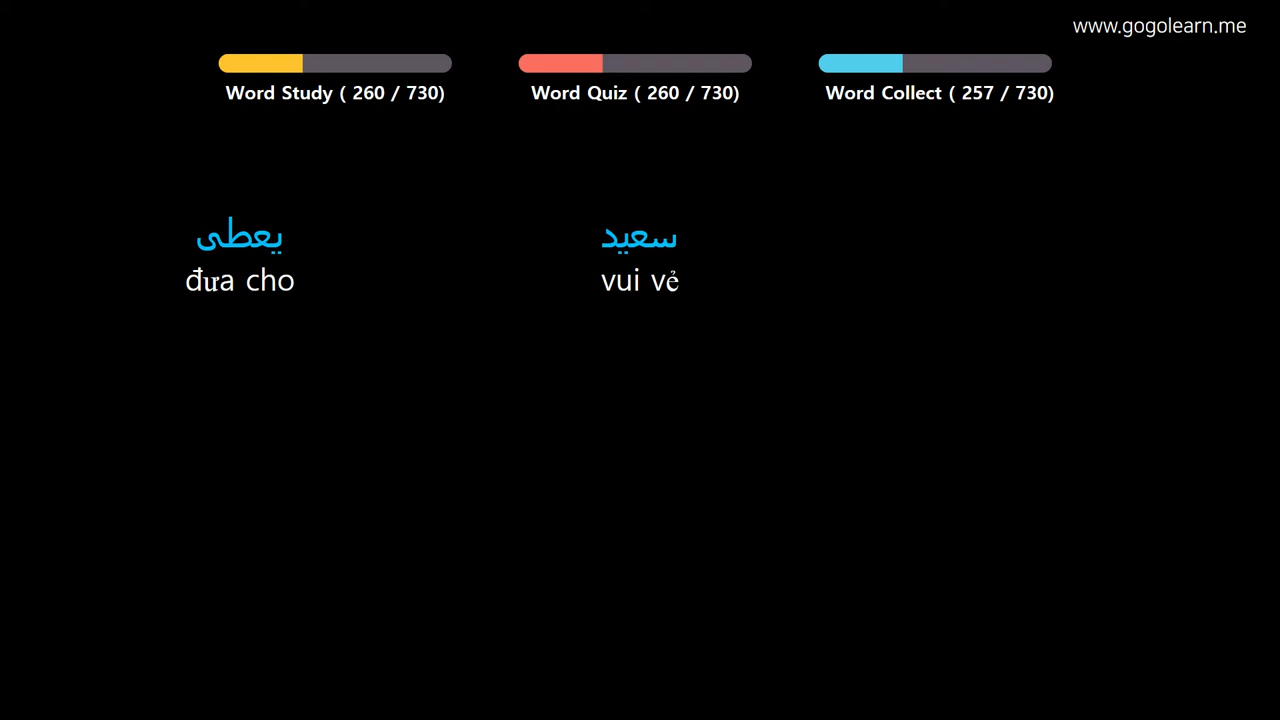 www.gogolearn.me
Word Study ( 260 / 730)
Word Quiz ( 260 / 730)
Word Collect ( 257 / 730)
يعطى
đưa cho
سعيد
vui vẻ